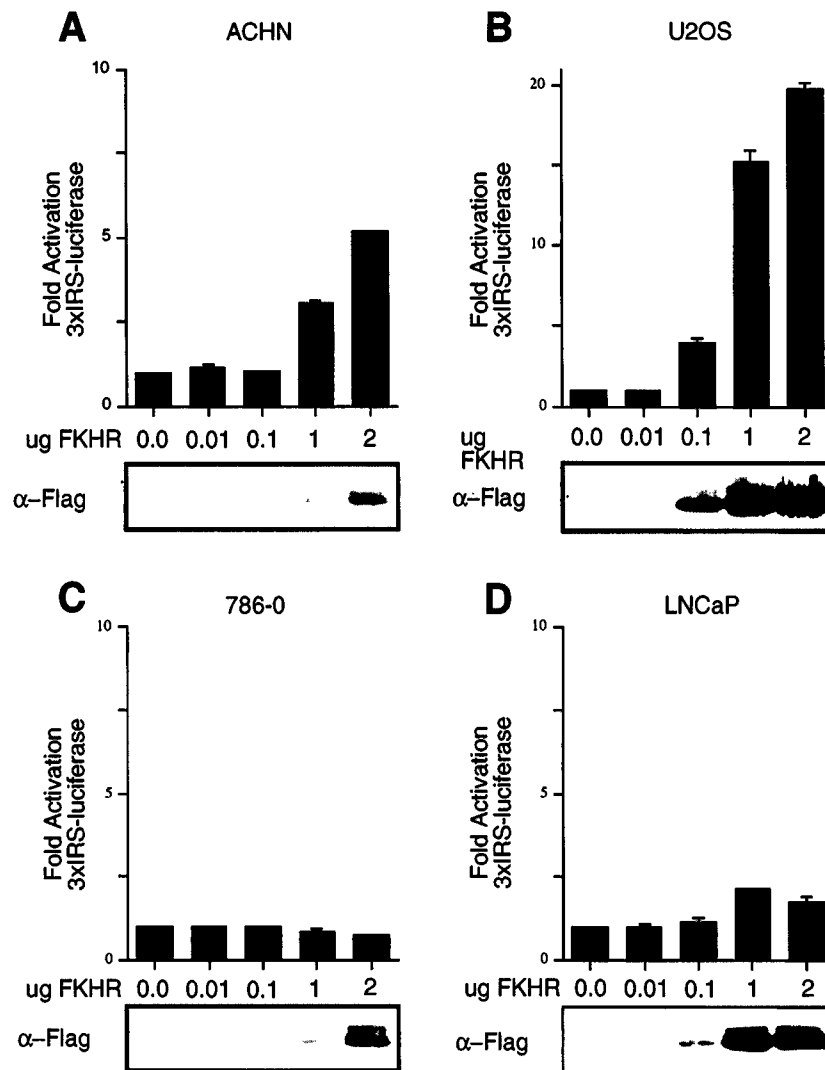 A
ACHN
10
5
0
Fold Activation
3xIRS-luciferase
ug FKHR 0.0 0.01 0.1 1 2
α–Flag
B
U2OS
20
10
0
Fold Activation
3xIRS-luciferase
ug
FKHR
0.0 0.01 0.1 1 2
α–Flag
C
786-0
10
5
0
Fold Activation
3xIRS-luciferase
ug FKHR 0.0 0.01 0.1 1 2
α–Flag
D
LNCaP
10
5
0
Fold Activation
3xIRS-luciferase
ug FKHR 0.0 0.01 0.1 1 2
α–Flag